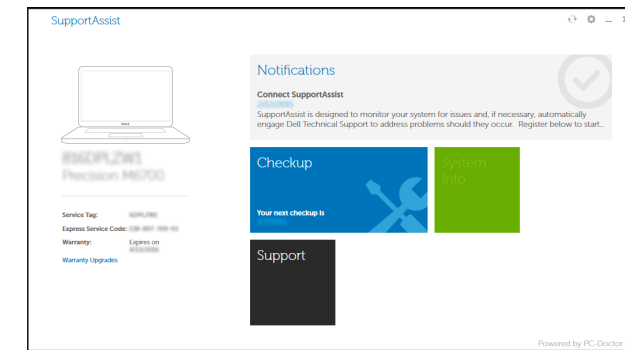 SupportAssist
DELL
Precision M6700
Service Tag:
Express Service Code:
Warranty: Expires on
Warranty Upgrades
Notifications
Connect SupportAssist
SupportAssist is designed to monitor your system for issues and, if necessary, automatically
engage Dell Technical Support to address problems should they occur. Register below to start...
Checkup
Your next checkup is
System
Info
Support
Powered by PC-Doctor